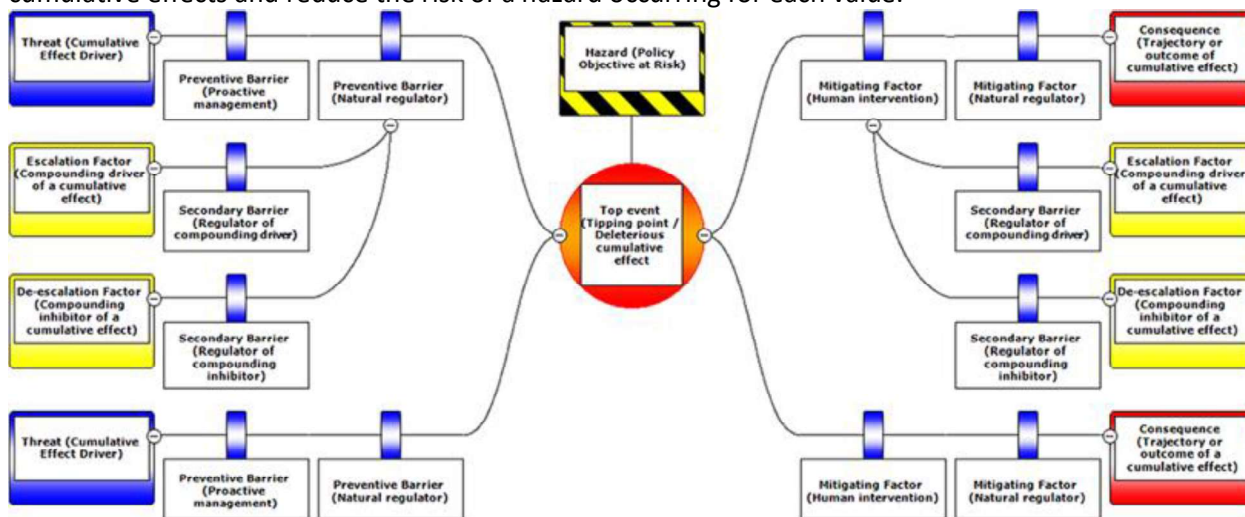 cumulative effects and reduce the risk of a hazard occurring for each value.
Threat (Cumulative
Effect Driver)
Preventive Barrier
(Proactive
management)
Preventive Barrier
(Natural regulator)
Hazard (Policy
Objective at Risk)
Mitigating Factor
(Human intervention)
Mitigating Factor
(Natural regulator)
Consequence
(Trajectory or
outcome of
cumulative effect)
Escalation Factor
(Compounding driver
of a cumulative
effect)
Secondary Barrier
(Regulator of
compounding driver)
Top event
(Tipping point /
Deleterious
cumulative
effect
Secondary Barrier
(Regulator of
compounding driver)
Escalation Factor
(Compounding driver
of a cumulative
effect)
De-escalation Factor
(Compounding
inhibitor of a
cumulative effect)
Secondary Barrier
(Regulator of
compounding
inhibitor)
Secondary Barrier
(Regulator of
compounding
inhibitor)
De-escalation Factor
(Compounding
inhibitor of a
cumulative effect)
Threat (Cumulative
Effect Driver)
Preventive Barrier
(Proactive
management)
Preventive Barrier
(Natural regulator)
Mitigating Factor
(Human intervention)
Mitigating Factor
(Natural regulator)
Consequence
(Trajectory or
outcome of a
cumulative effect)